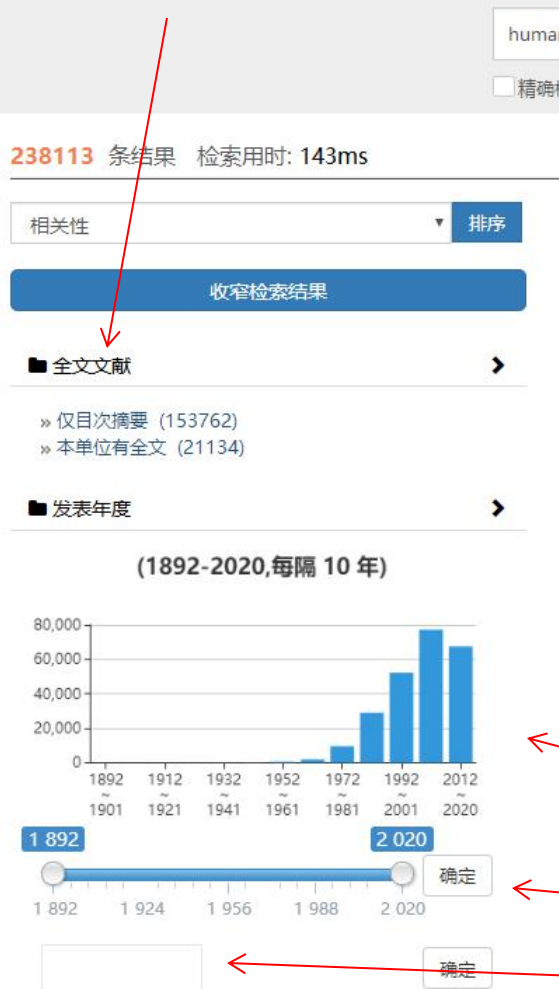 huma
精确
238113 条结果 检索用时: 143ms
相关性 排序
收窄检索结果
全文文献
» 仅目次摘要 (153762)
» 本单位有全文 (21134)
发表年度
(1892-2020,每隔 10 年)
80,000
60,000
40,000
20,000
0
1892 1912 1932 1952 1972 1992 2012
~ ~ ~ ~ ~ ~ ~
1901 1921 1941 1961 1981 2001 2020
1 892 2 020
确定
1 892 1 924 1 956 1 988 2 020
确定